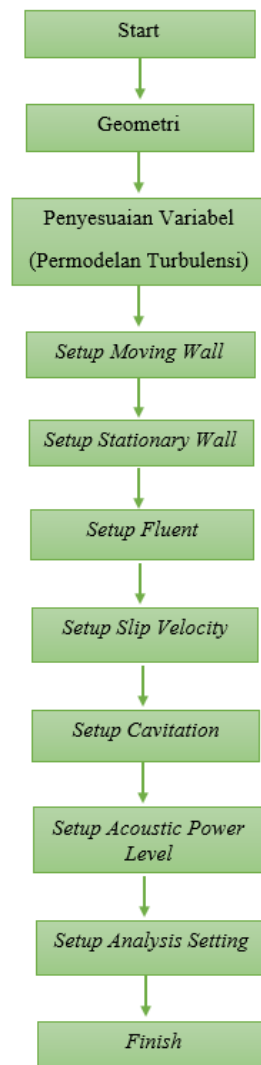 Start
Geometri
Penyesuaian Variabel
(Permodelan Turbulensi)
Setup Moving Wall
Setup Stationary Wall
Setup Fluent
Setup Slip Velocity
Setup Cavitation
Setup Acoustic Power
Level
Setup Analysis Setting
Finish